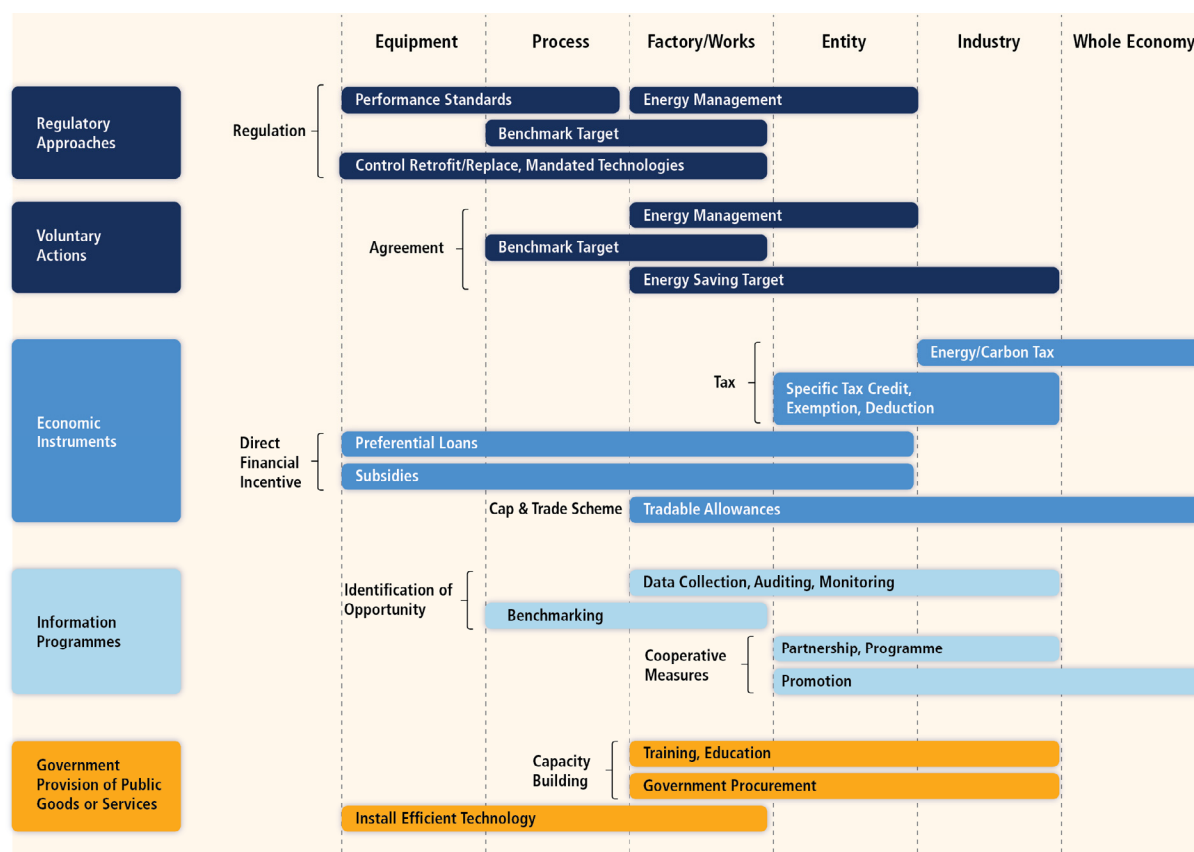 Equipment
Process
Factory/Works
Entity
Industry
Whole Economy
Regulatory
Approaches
Regulation
Performance Standards
Energy Management
Benchmark Target
Control Retrofit/Replace, Mandated Technologies
Voluntary
Actions
Agreement
Energy Management
Benchmark Target
Energy Saving Target
Economic
Instruments
Tax
Energy/Carbon Tax
Specific Tax Credit,
Exemption, Deduction
Direct
Financial
Incentive
Preferential Loans
Subsidies
Cap & Trade Scheme
Tradable Allowances
Information
Programmes
Identification of
Opportunity
Data Collection, Auditing, Monitoring
Benchmarking
Cooperative
Measures
Partnership, Programme
Promotion
Government
Provision of Public
Goods or Services
Capacity
Building
Training, Education
Government Procurement
Install Efficient Technology